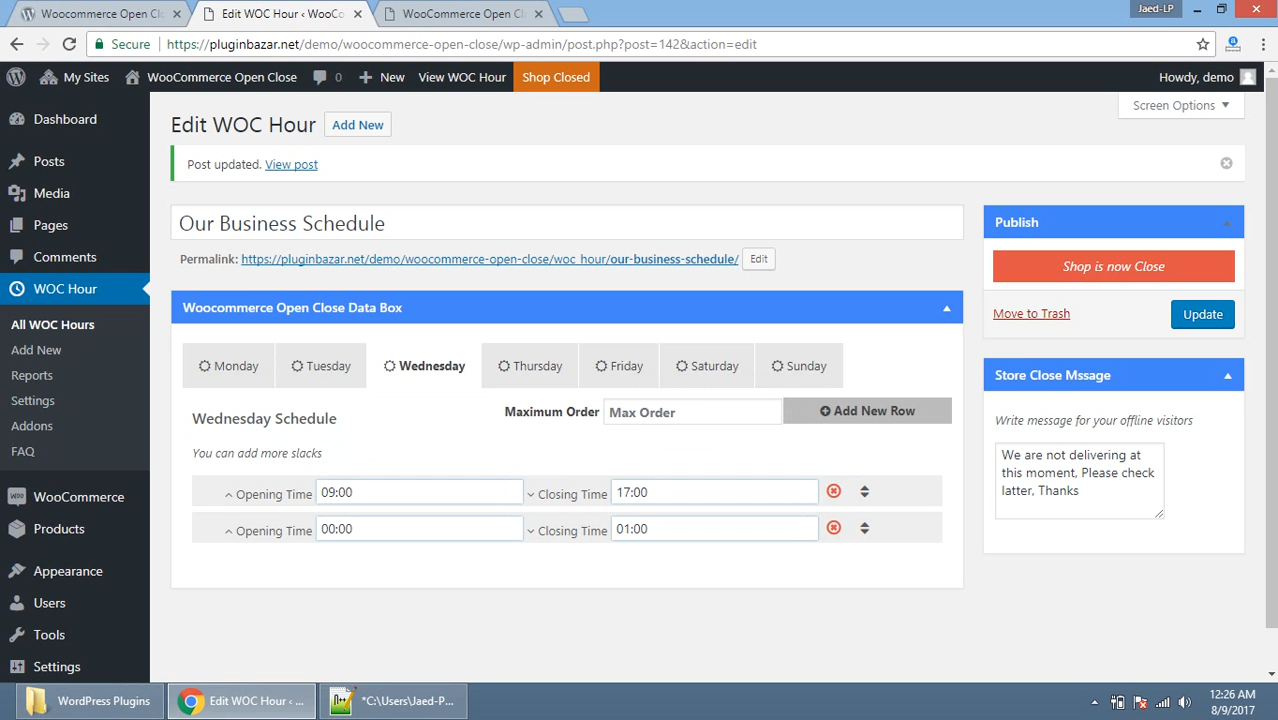 Woocommerce Open Cl
Edit WOC Hour ‹ WooCo
WooCommerce Open Cl
Jaed-LP
Secure
https://pluginbazar.net/demo/woocommerce-open-close/wp-admin/post.php?post=142&action=edit
My Sites
WooCommerce Open Close
0
New
View WOC Hour
Shop Closed
Howdy, demo
Dashboard
Posts
Media
Pages
Comments
WOC Hour
All WOC Hours
Add New
Reports
Settings
Addons
FAQ
WooCommerce
Products
Appearance
Users
Tools
Settings
Screen Options
Edit WOC Hour
Add New
Post updated. View post
Our Business Schedule
Permalink: https://pluginbazar.net/demo/woocommerce-open-close/woc_hour/our-business-schedule/ Edit
Woocommerce Open Close Data Box
Monday
Tuesday
Wednesday
Thursday
Friday
Saturday
Sunday
Wednesday Schedule
Maximum Order
Max Order
Add New Row
You can add more slacks
Opening Time 09:00 Closing Time 17:00
Opening Time 00:00 Closing Time 01:00
Publish
Shop is now Close
Move to Trash
Update
Store Close Mssage
Write message for your offline visitors
We are not delivering at
this moment, Please check
latter, Thanks
WordPress Plugins
Edit WOC Hour ‹ ...
*C:\Users\Jaed-P...
12:26 AM
8/9/2017